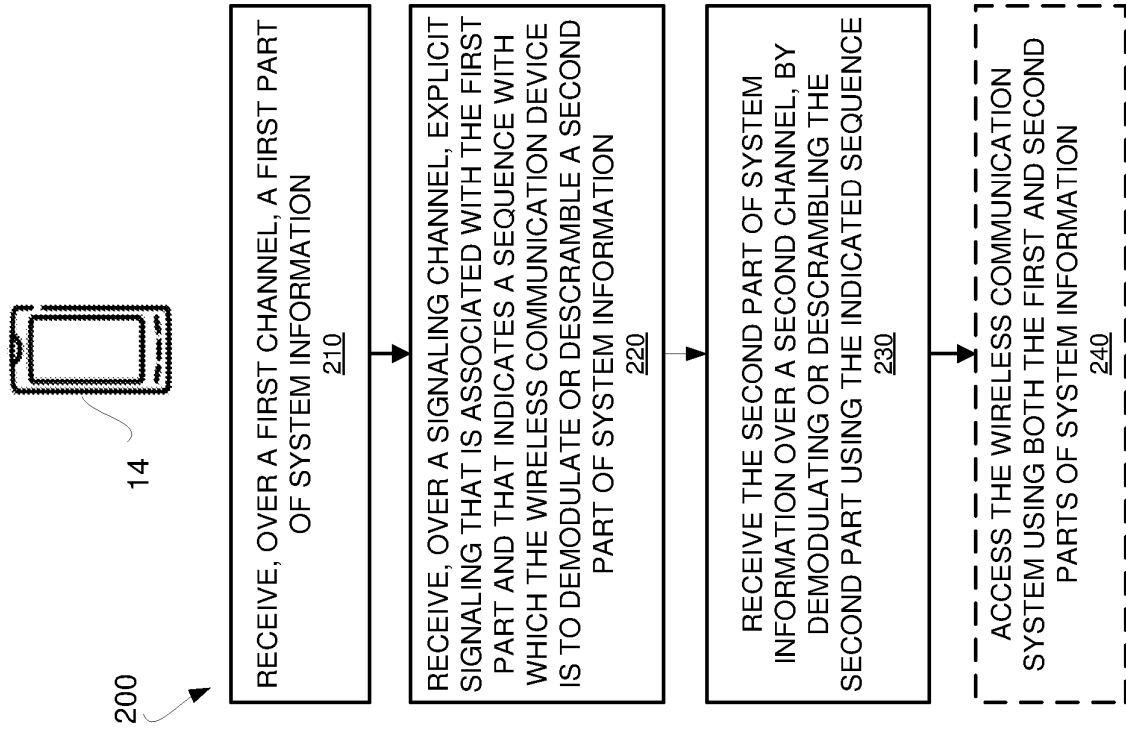 14
200
RECEIVE, OVER A FIRST CHANNEL, A FIRST PART
OF SYSTEM INFORMATION
210
RECEIVE, OVER A SIGNALING CHANNEL, EXPLICIT
SIGNALING THAT IS ASSOCIATED WITH THE FIRST
PART AND THAT INDICATES A SEQUENCE WITH
WHICH THE WIRELESS COMMUNICATION DEVICE
IS TO DEMODULATE OR DESCRAMBLE A SECOND
PART OF SYSTEM INFORMATION
220
RECEIVE THE SECOND PART OF SYSTEM
INFORMATION OVER A SECOND CHANNEL, BY
DEMODULATING OR DESCRAMBLING THE
SECOND PART USING THE INDICATED SEQUENCE
230
ACCESS THE WIRELESS COMMUNICATION
SYSTEM USING BOTH THE FIRST AND SECOND
PARTS OF SYSTEM INFORMATION
240